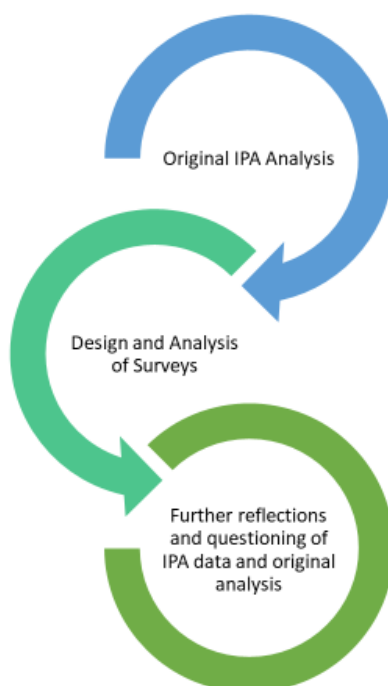 Original IPA Analysis
Design and Analysis
of Surveys
Further reflections
and questioning of
IPA data and original
analysis